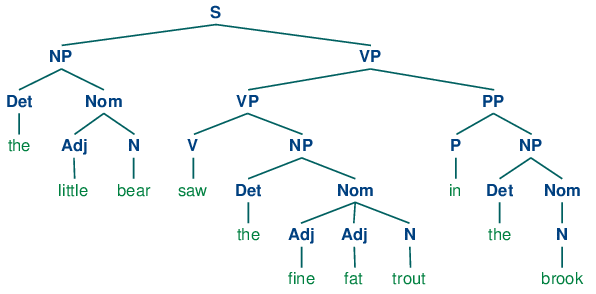 S
NP VP
Det Nom VP PP
the Adj N V NP P NP
little bear saw Det Nom in Det Nom
the Adj Adj N the N
fine fat trout brook